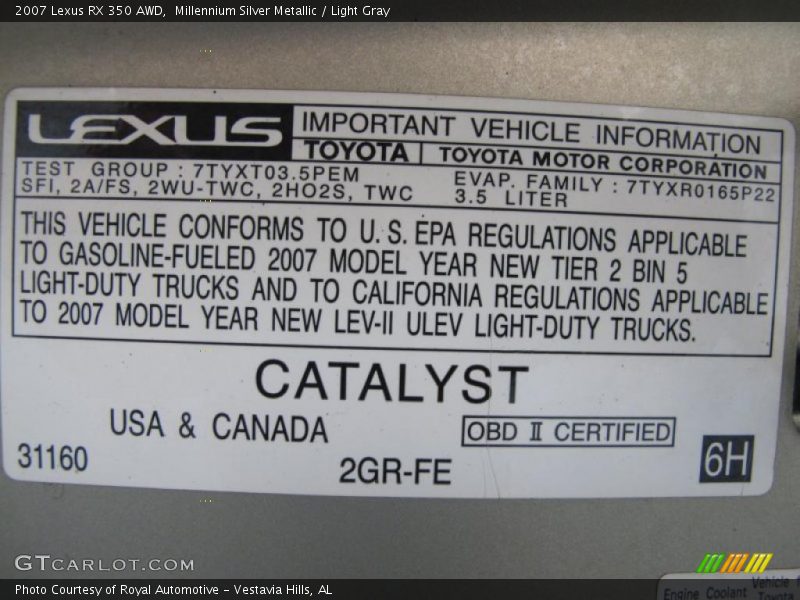 2007 Lexus RX 350 AWD, Millennium Silver Metallic / Light Gray
LEXUS IMPORTANT VEHICLE INFORMATION
TOYOTA TOYOTA MOTOR CORPORATION
TEST GROUP : 7TYXT03.5PEM EVAP. FAMILY : 7TYXR0165P22
SFI, 2A/FS, 2WU-TWC, 2HO2S, TWC 3.5 LITER
THIS VEHICLE CONFORMS TO U.S. EPA REGULATIONS APPLICABLE
TO GASOLINE-FUELED 2007 MODEL YEAR NEW TIER 2 BIN 5
LIGHT-DUTY TRUCKS AND TO CALIFORNIA REGULATIONS APPLICABLE
TO 2007 MODEL YEAR NEW LEV-II ULEV LIGHT-DUTY TRUCKS.
CATALYST
USA & CANADA OBD II CERTIFIED
31160 2GR-FE 6H
GTCARLOT.COM
Vehicle
Engine Coolant Toyota
Photo Courtesy of Royal Automotive – Vestavia Hills, AL